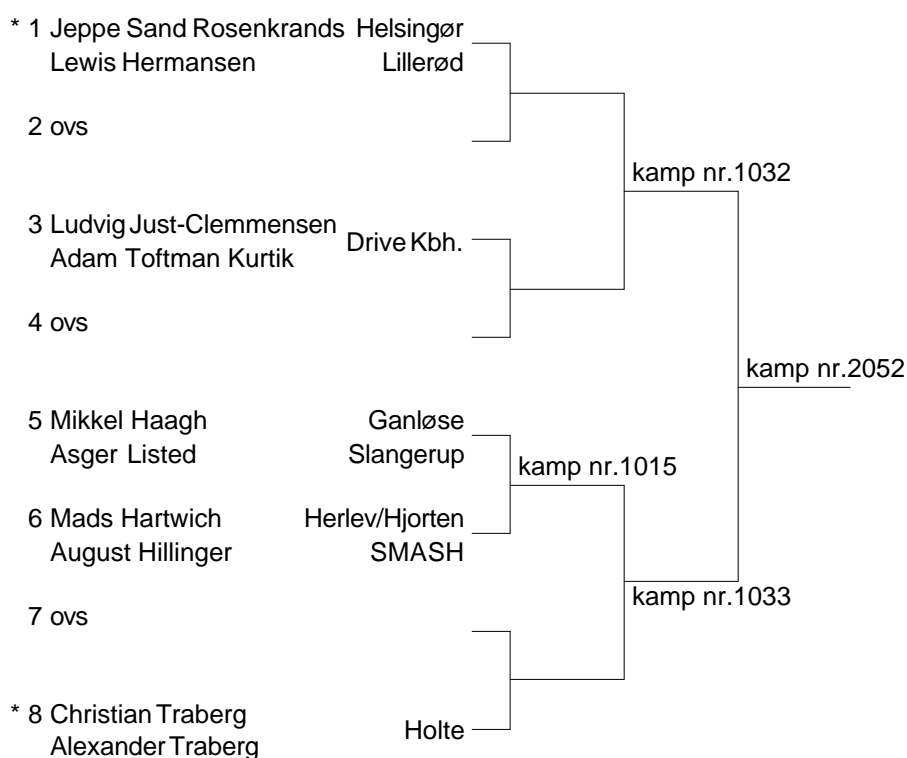 * 1 Jeppe Sand Rosenkrands Helsingør
Lewis Hermansen Lillerød
2 ovs
kamp nr.1032
3 Ludvig Just-Clemmensen
Drive Kbh.
Adam Toftman Kurtik
4 ovs
kamp nr.2052
5 Mikkel Haagh Ganløse
Asger Listed Slangerup
kamp nr.1015
6 Mads Hartwich Herlev/Hjorten
August Hillinger SMASH
kamp nr.1033
7 ovs
* 8 Christian Traberg
Holte
Alexander Traberg